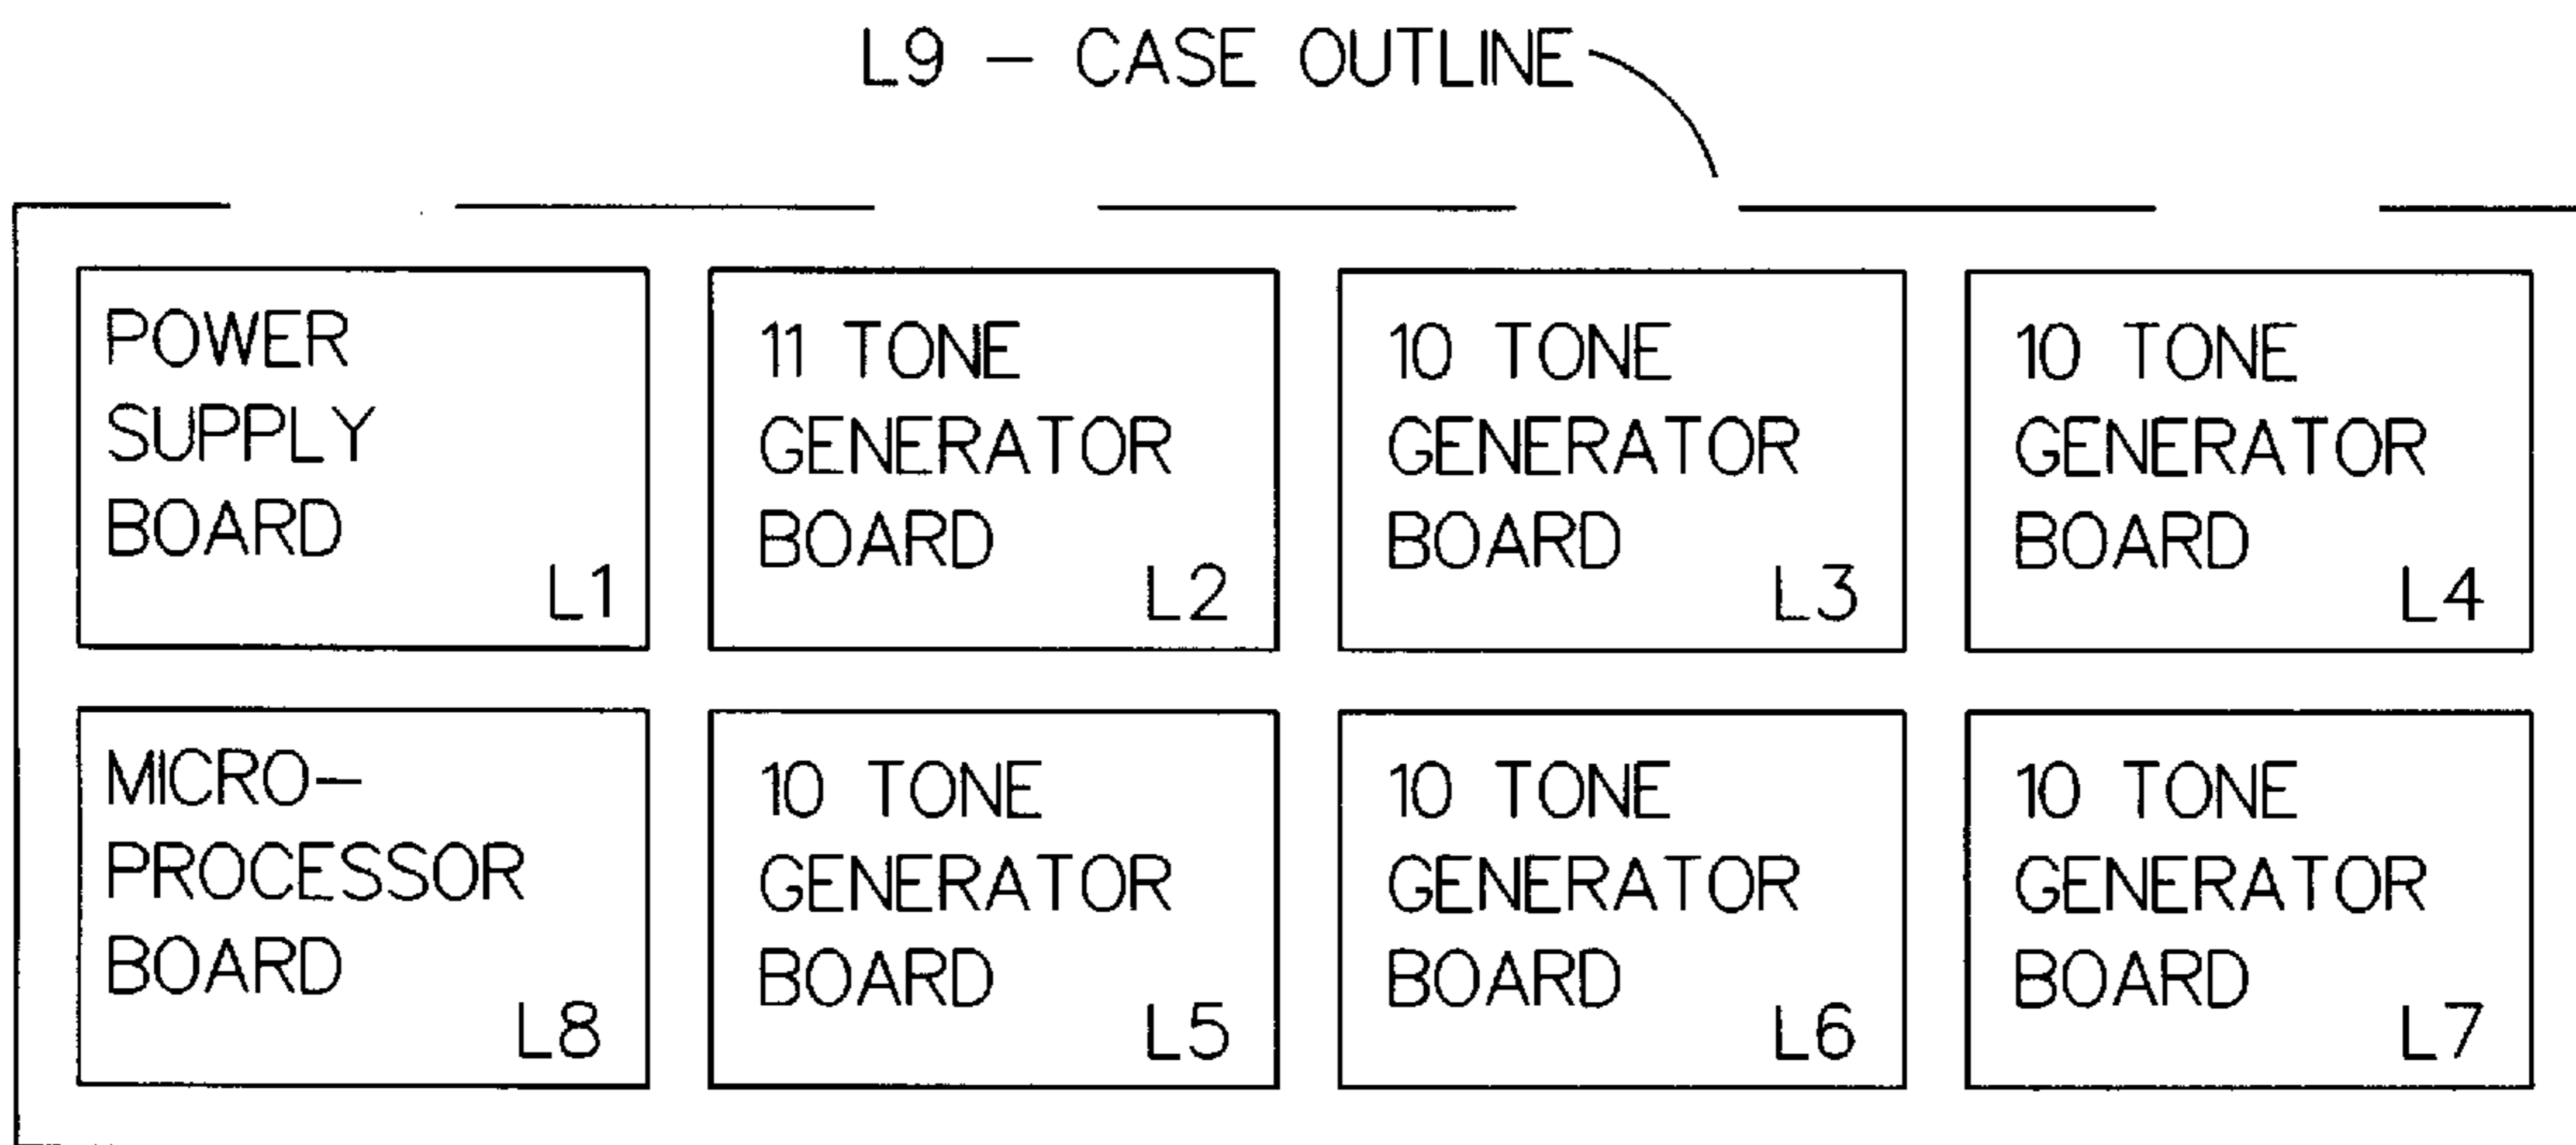 L9 – CASE OUTLINE
POWER
SUPPLY
BOARD
L1
11 TONE
GENERATOR
BOARD
L2
10 TONE
GENERATOR
BOARD
L3
10 TONE
GENERATOR
BOARD
L4
MICRO–
PROCESSOR
BOARD
L8
10 TONE
GENERATOR
BOARD
L5
10 TONE
GENERATOR
BOARD
L6
10 TONE
GENERATOR
BOARD
L7